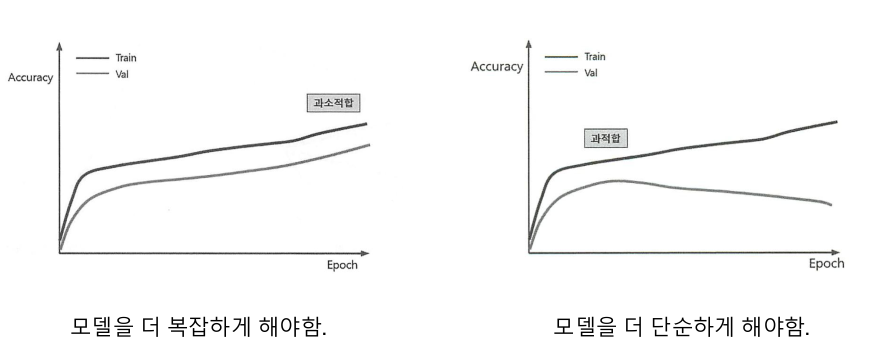 Train
Val
Accuracy
과소적합
Epoch
모델을 더 복잡하게 해야함.
Train
Val
Accuracy
과적합
Epoch
모델을 더 단순하게 해야함.